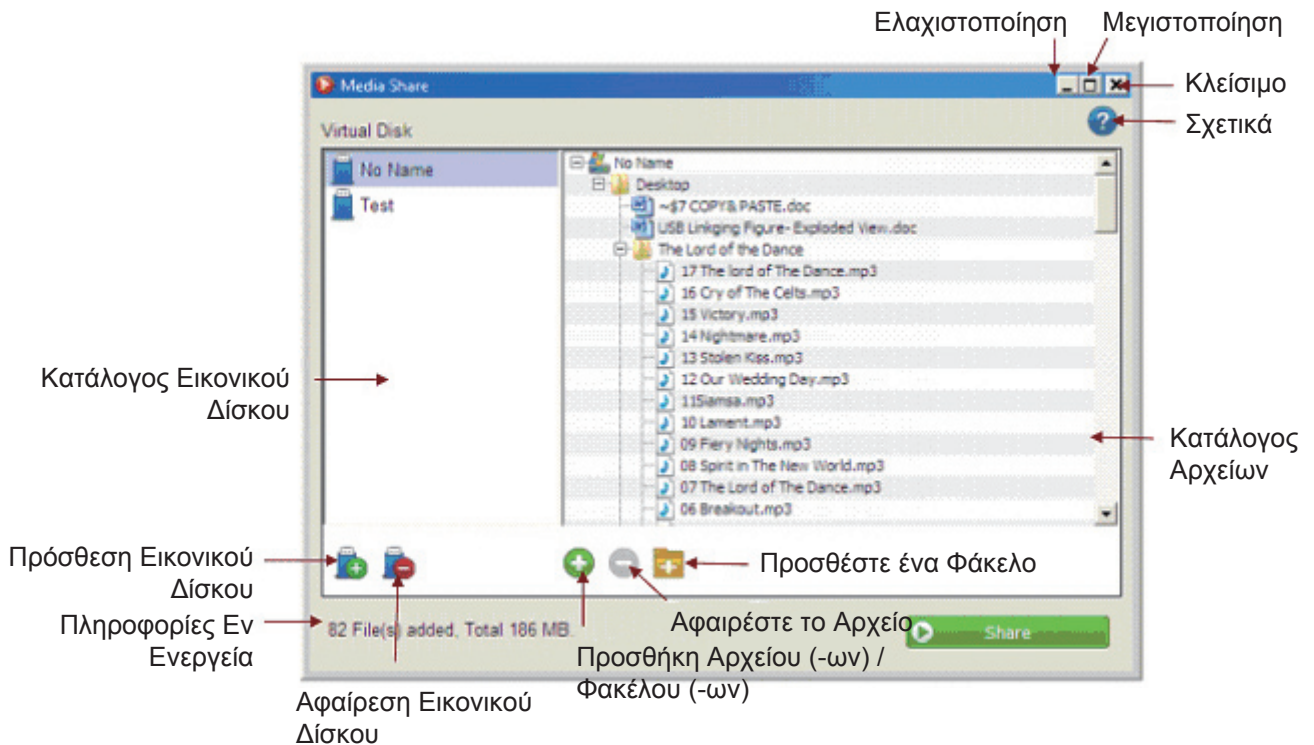 Ελαχιστοποίηση
Μεγιστοποίηση
Media Share
Κλείσιμο
Σχετικά
Virtual Disk
No Name
Test
No Name
Desktop
~$7 COPY& PASTE.doc
USB Linkging Figure- Exploded View.doc
The Lord of the Dance
17 The lord of The Dance.mp3
16 Cry of The Celts.mp3
15 Victory.mp3
14 Nightmare.mp3
13 Stolen Kiss.mp3
12 Our Wedding Day.mp3
11Siamsa.mp3
10 Lament.mp3
09 Fiery Nights.mp3
08 Spirit in The New World.mp3
07 The Lord of The Dance.mp3
06 Breakout.mp3
Κατάλογος Εικονικού
Δίσκου
Κατάλογος
Αρχείων
Πρόσθεση Εικονικού
Δίσκου
Προσθέστε ένα Φάκελο
Πληροφορίες Εν
Ενεργεία
82 File(s) added, Total 186 MB.
Αφαιρέστε το Αρχείο
Share
Προσθήκη Αρχείου (-ων) /
Φακέλου (-ων)
Αφαίρεση Εικονικού
Δίσκου